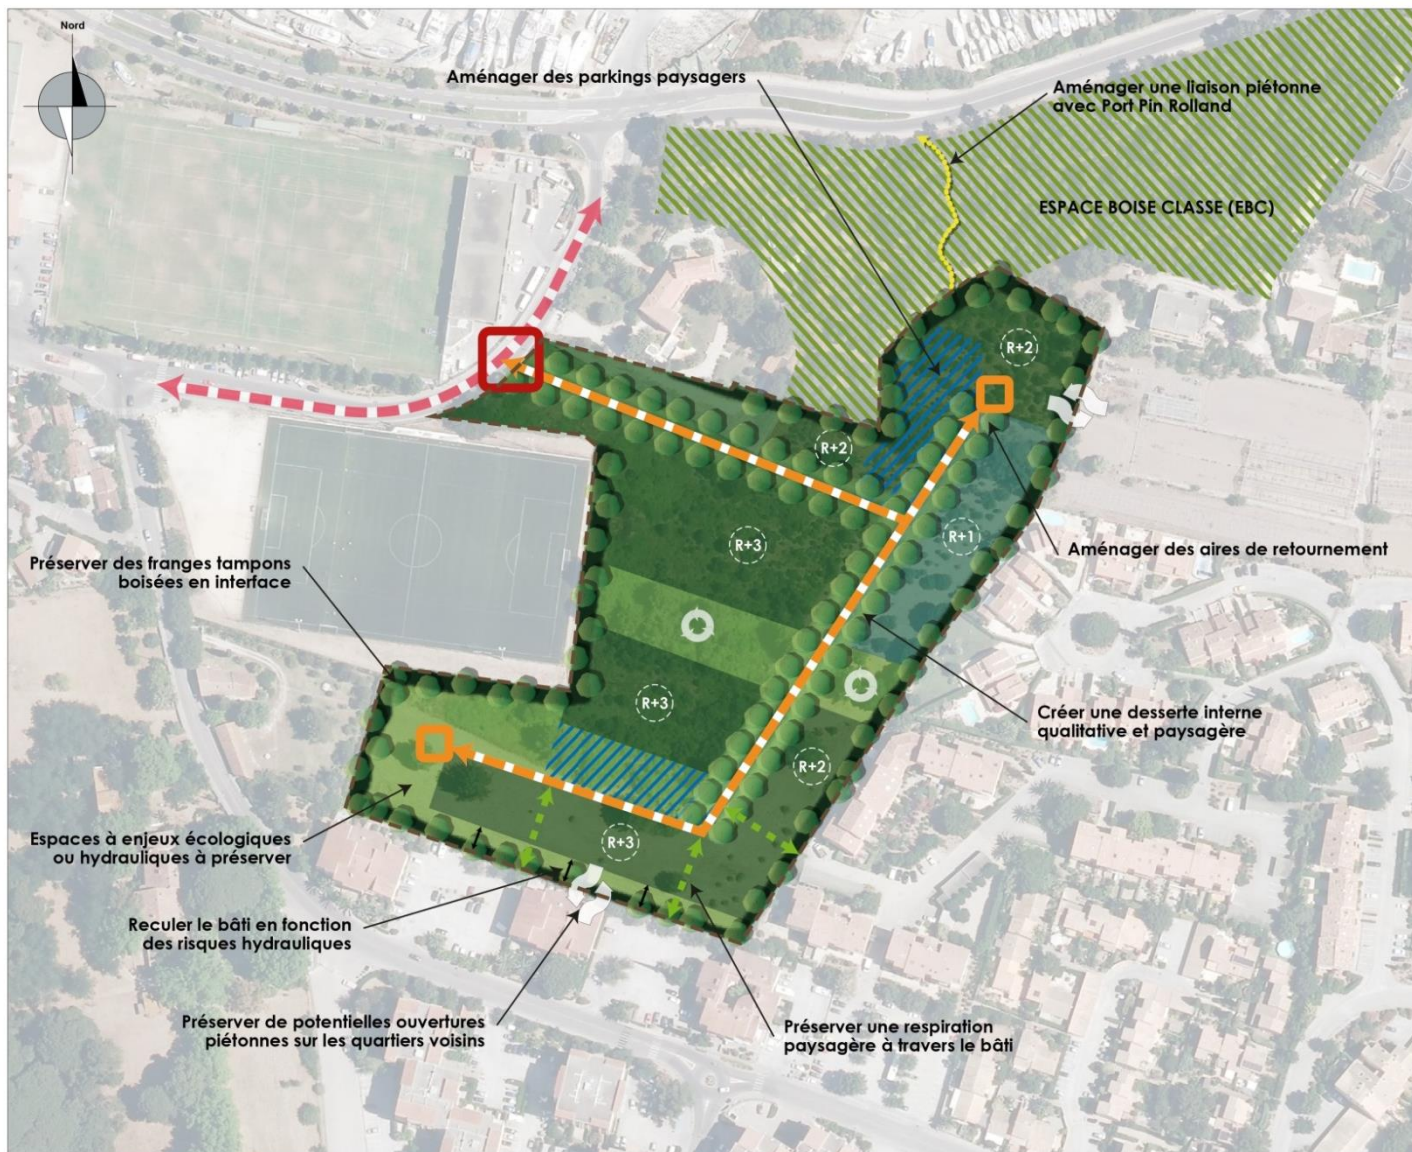 Nord
Aménager des parkings paysagers
Aménager une liaison piétonne
avec Port Pin Rolland
ESPACE BOISE CLASSE (EBC)
R+2
R+2
R+3
R+1
Aménager des aires de retournement
Préserver des franges tampons
boisées en interface
R+3
Créer une desserte interne
qualitative et paysagère
R+2
Espaces à enjeux écologiques
ou hydrauliques à préserver
R+3
Reculer le bâti en fonction
des risques hydrauliques
Préserver de potentielles ouvertures
piétonnes sur les quartiers voisins
Préserver une respiration
paysagère à travers le bâti